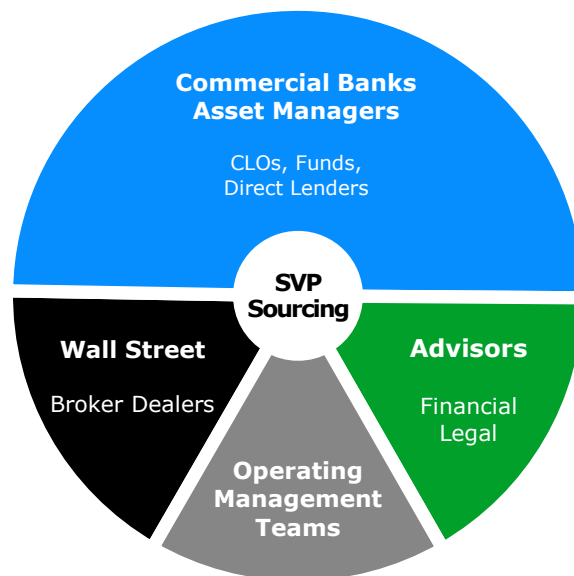 Commercial Banks
Asset Managers
CLOs, Funds,
Direct Lenders
SVP
Sourcing
Wall Street
Broker Dealers
Advisors
Financial
Legal
Operating
Management
Teams